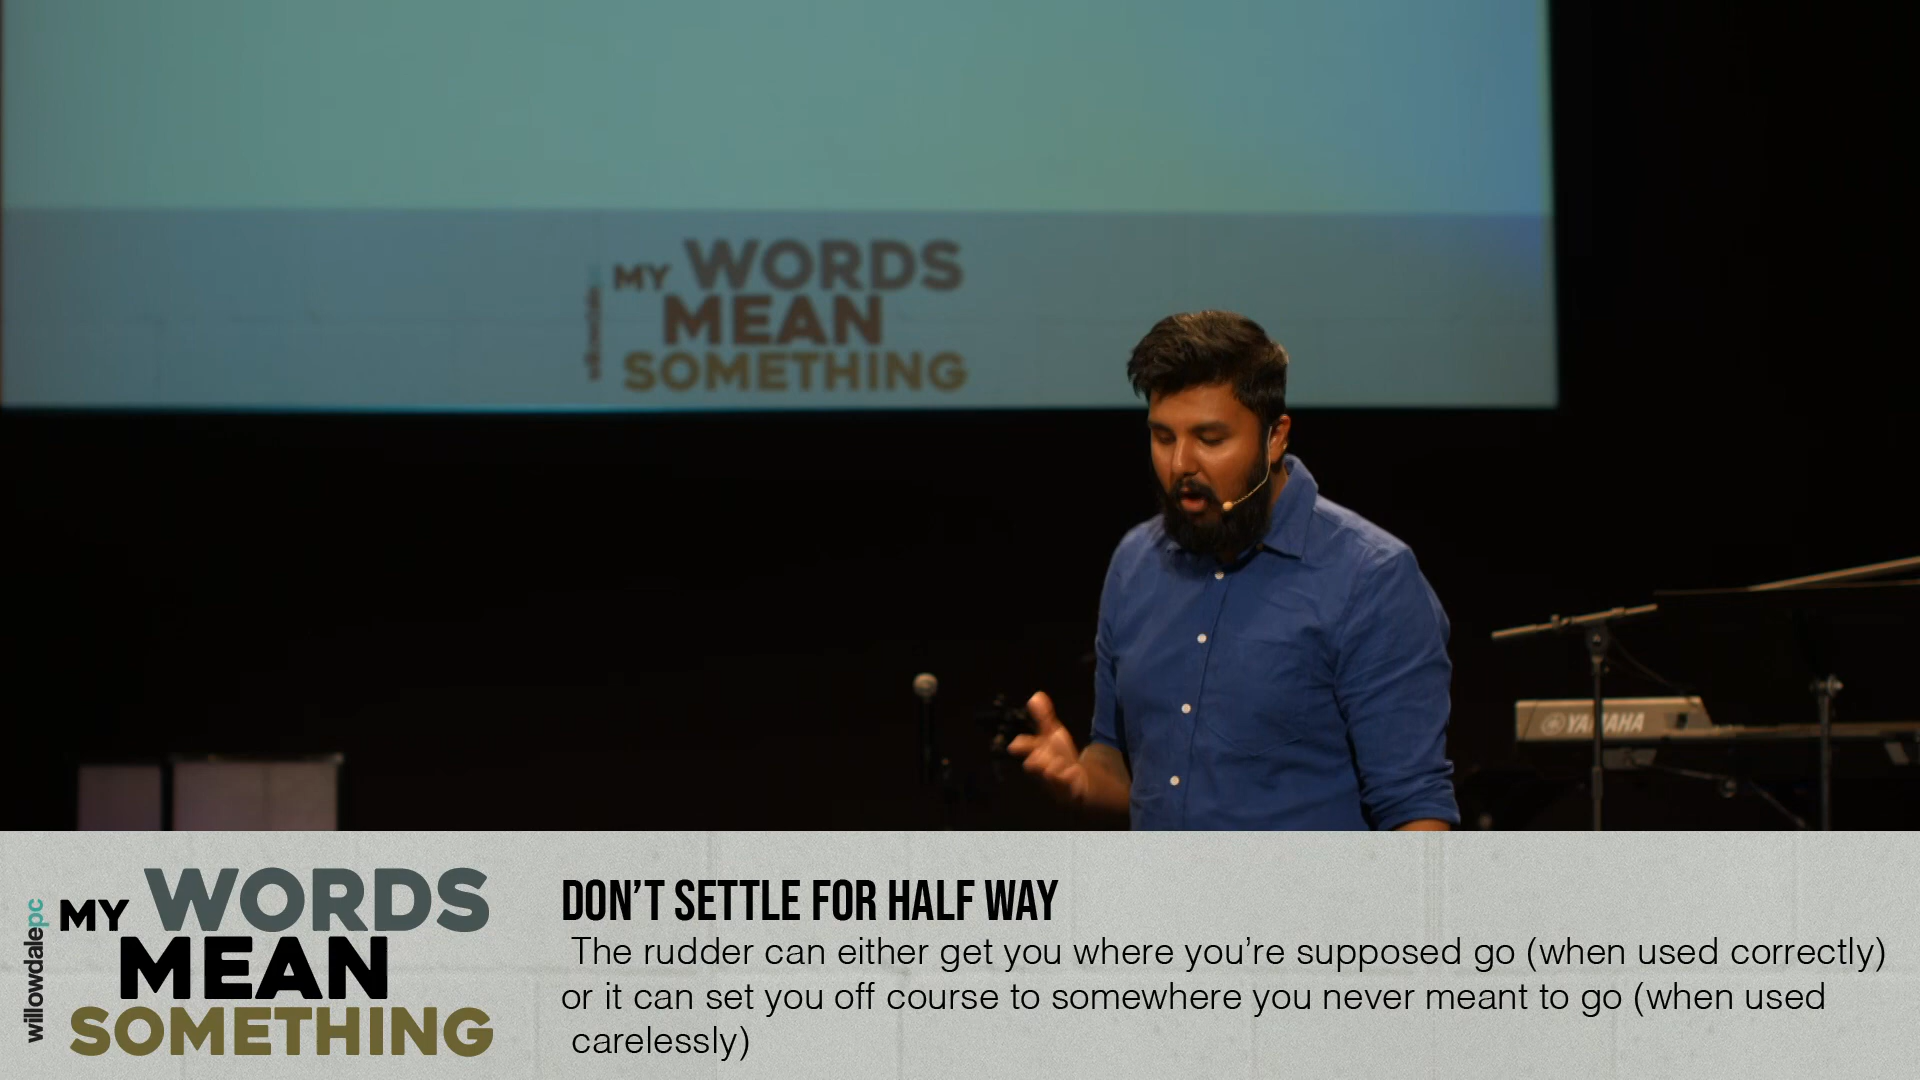 MY WORDS
MEAN
SOMETHING
YAMAHA
willowdalepc
MY WORDS
MEAN
SOMETHING
DON'T SETTLE FOR HALF WAY
The rudder can either get you where you're supposed go (when used correctly)
or it can set you off course to somewhere you never meant to go (when used
carelessly)